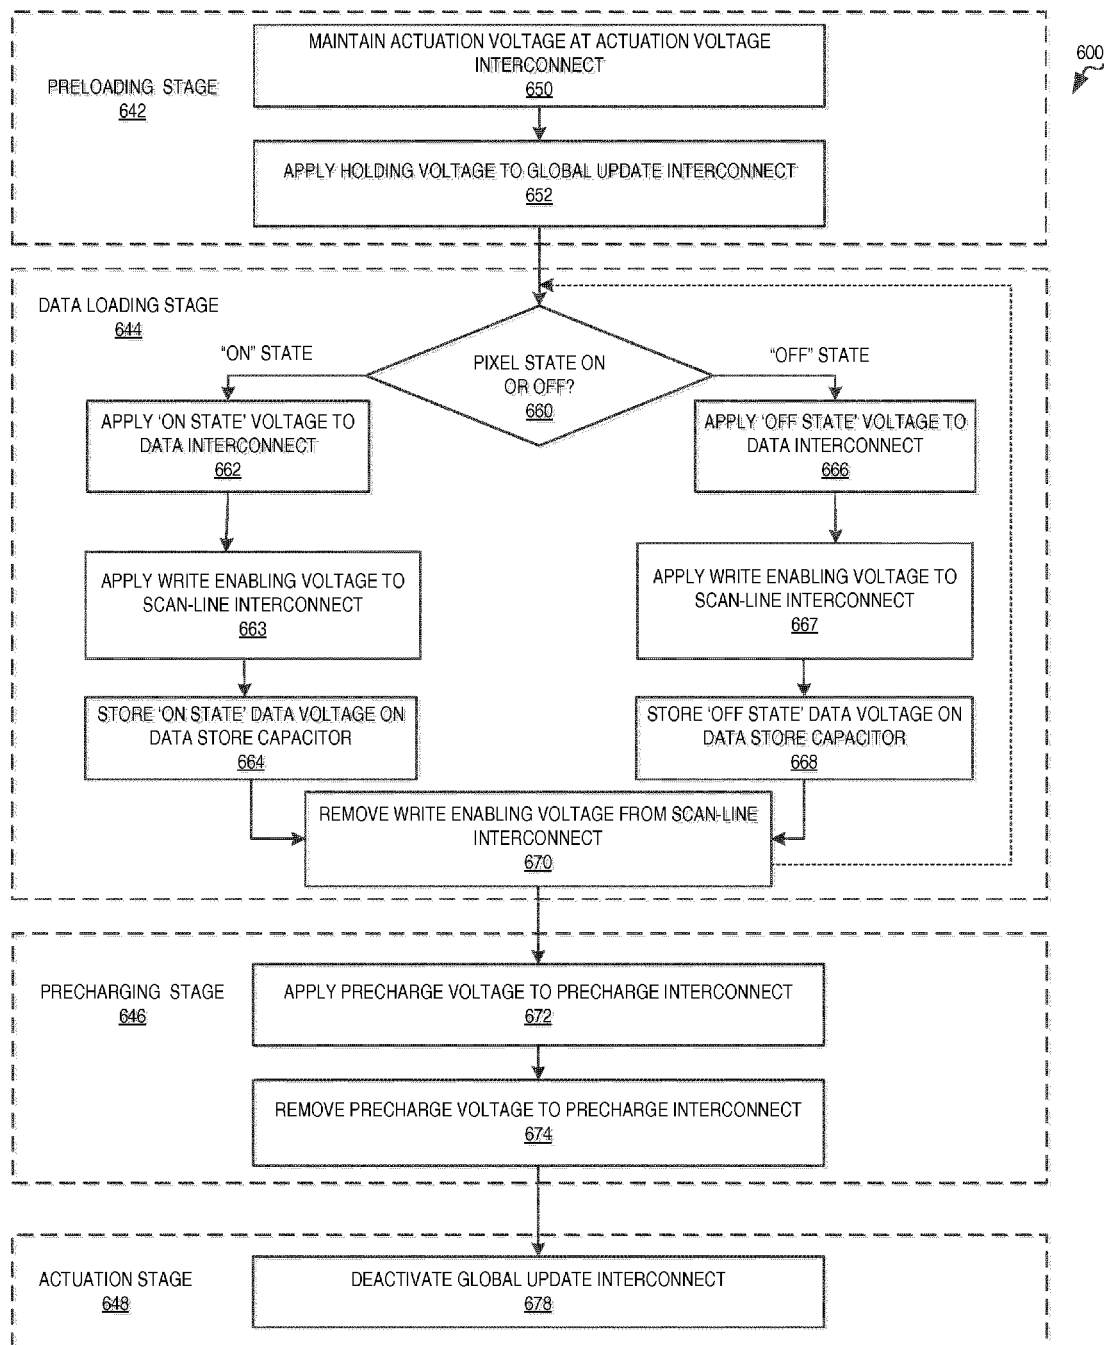 600
PRELOADING STAGE
642
MAINTAIN ACTUATION VOLTAGE AT ACTUATION VOLTAGE
INTERCONNECT
650
APPLY HOLDING VOLTAGE TO GLOBAL UPDATE INTERCONNECT
652
DATA LOADING STAGE
644
"ON" STATE
PIXEL STATE ON
OR OFF?
660
"OFF" STATE
APPLY 'ON STATE' VOLTAGE TO
DATA INTERCONNECT
662
APPLY 'OFF STATE' VOLTAGE TO
DATA INTERCONNECT
666
APPLY WRITE ENABLING VOLTAGE TO
SCAN-LINE INTERCONNECT
663
APPLY WRITE ENABLING VOLTAGE TO
SCAN-LINE INTERCONNECT
667
STORE 'ON STATE' DATA VOLTAGE ON
DATA STORE CAPACITOR
664
STORE 'OFF STATE' DATA VOLTAGE ON
DATA STORE CAPACITOR
668
REMOVE WRITE ENABLING VOLTAGE FROM SCAN-LINE
INTERCONNECT
670
PRECHARGING STAGE
646
APPLY PRECHARGE VOLTAGE TO PRECHARGE INTERCONNECT
672
REMOVE PRECHARGE VOLTAGE TO PRECHARGE INTERCONNECT
674
ACTUATION STAGE
648
DEACTIVATE GLOBAL UPDATE INTERCONNECT
678